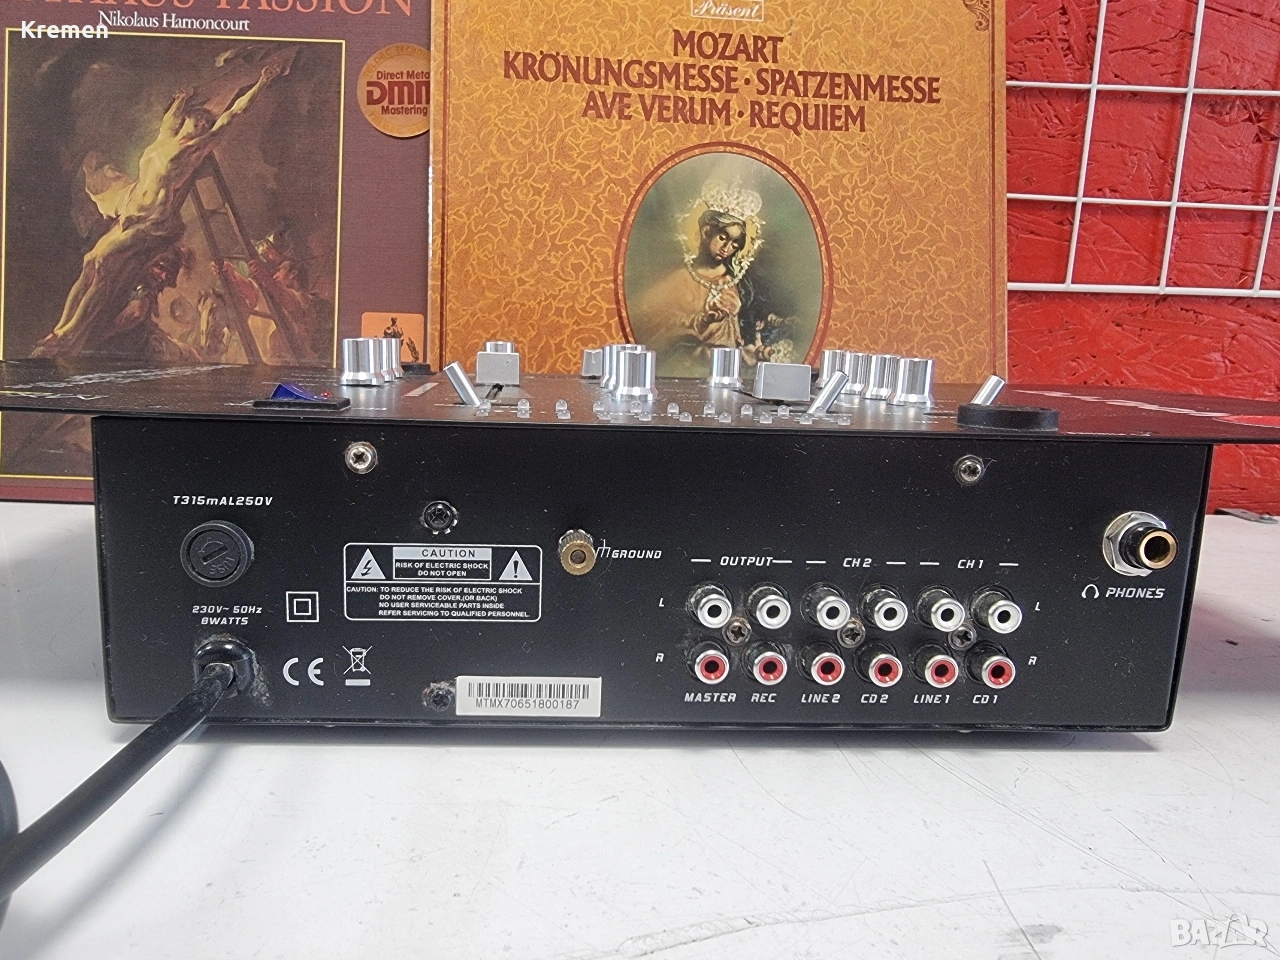 PASSION
Nikolaus Harnoncourt
Kremen
Direct Metal
DMM
Mastering
Präsent
MOZART
KRÖNUNGSMESSE · SPATZENMESSE
AVE VERUM · REQUIEM
T315mAL250V
230V~ 50Hz
8WATTS
CAUTION
RISK OF ELECTRIC SHOCK
DO NOT OPEN
CAUTION: TO REDUCE THE RISK OF ELECTRIC SHOCK
DO NOT REMOVE COVER,(OR BACK)
NO USER SERVICEABLE PARTS INSIDE
REFER SERVICING TO QUALIFIED PERSONNEL.
CE
MTMX70651800187
GROUND
OUTPUT CH 2 CH 1
L L
R R
MASTER REC LINE 2 CD 2 LINE 1 CD 1
PHONES
BAZAR